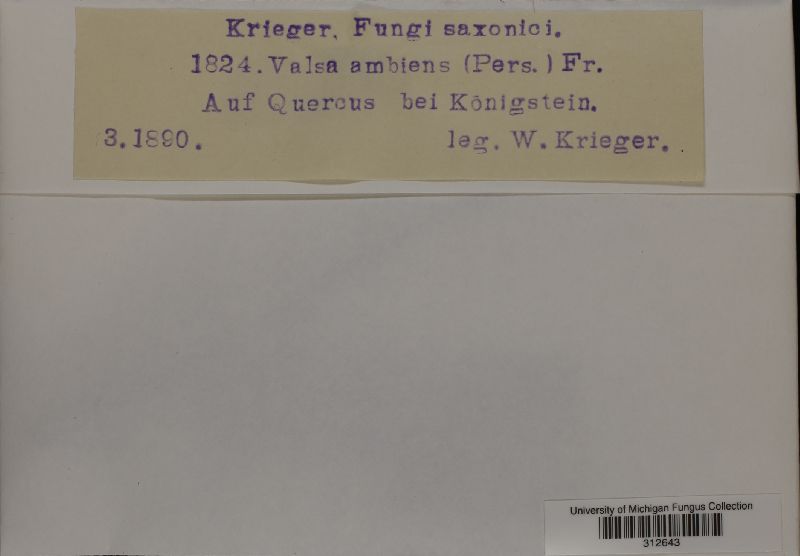 Krieger, Fungi saxonici.
1824. Valsa ambiens (Pers.) Fr.
Auf Quercus bei Königstein.
3.1890. leg. W. Krieger.
University of Michigan Fungus Collection
312643